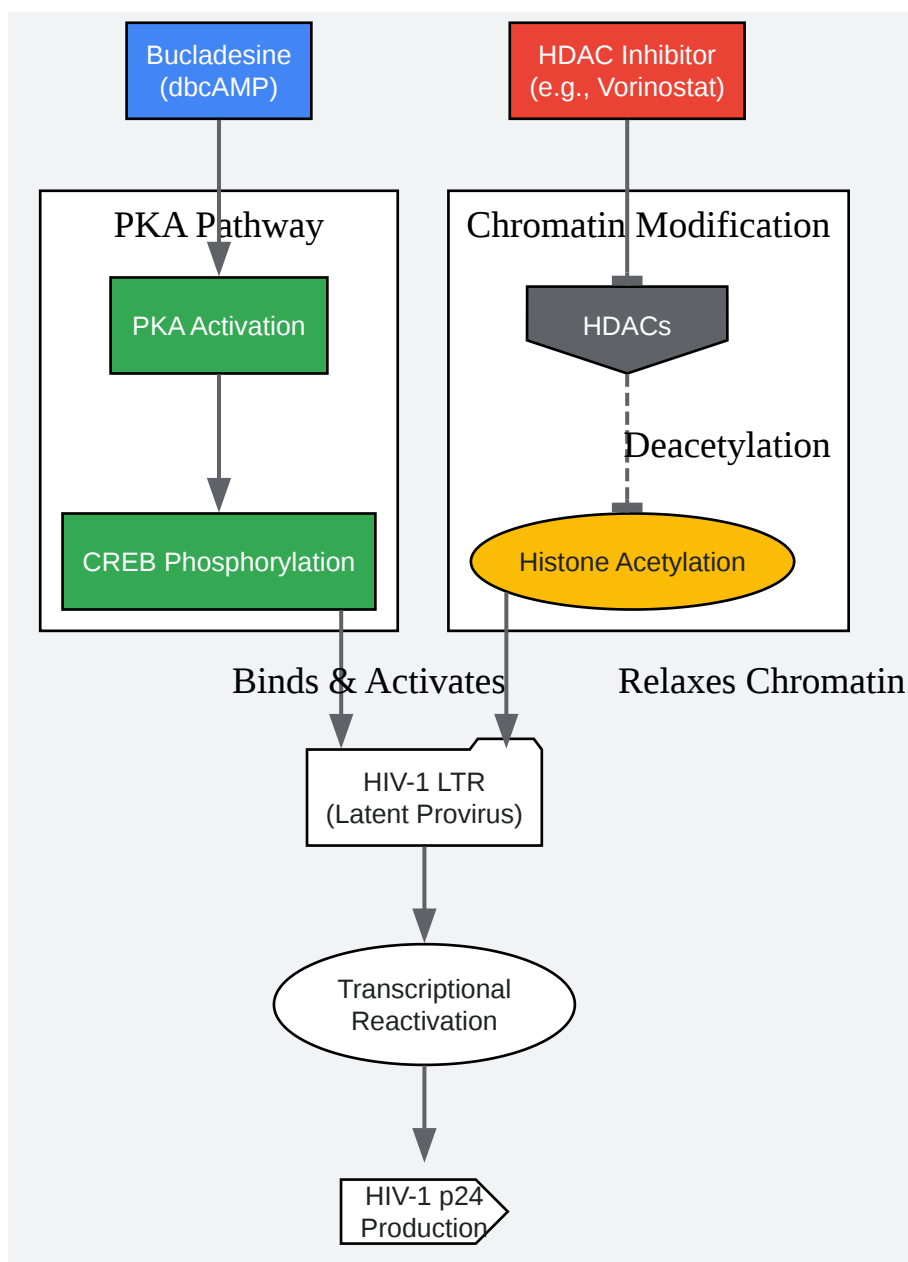 Bucladesine
(dbcAMP)
HDAC Inhibitor
(e.g., Vorinostat)
PKA Pathway
Chromatin Modification
PKA Activation
HDACs
Deacetylation
CREB Phosphorylation
Histone Acetylation
Binds & Activates
Relaxes Chromatin
HIV-1 LTR
(Latent Provirus)
Transcriptional
Reactivation
HIV-1 p24
Production